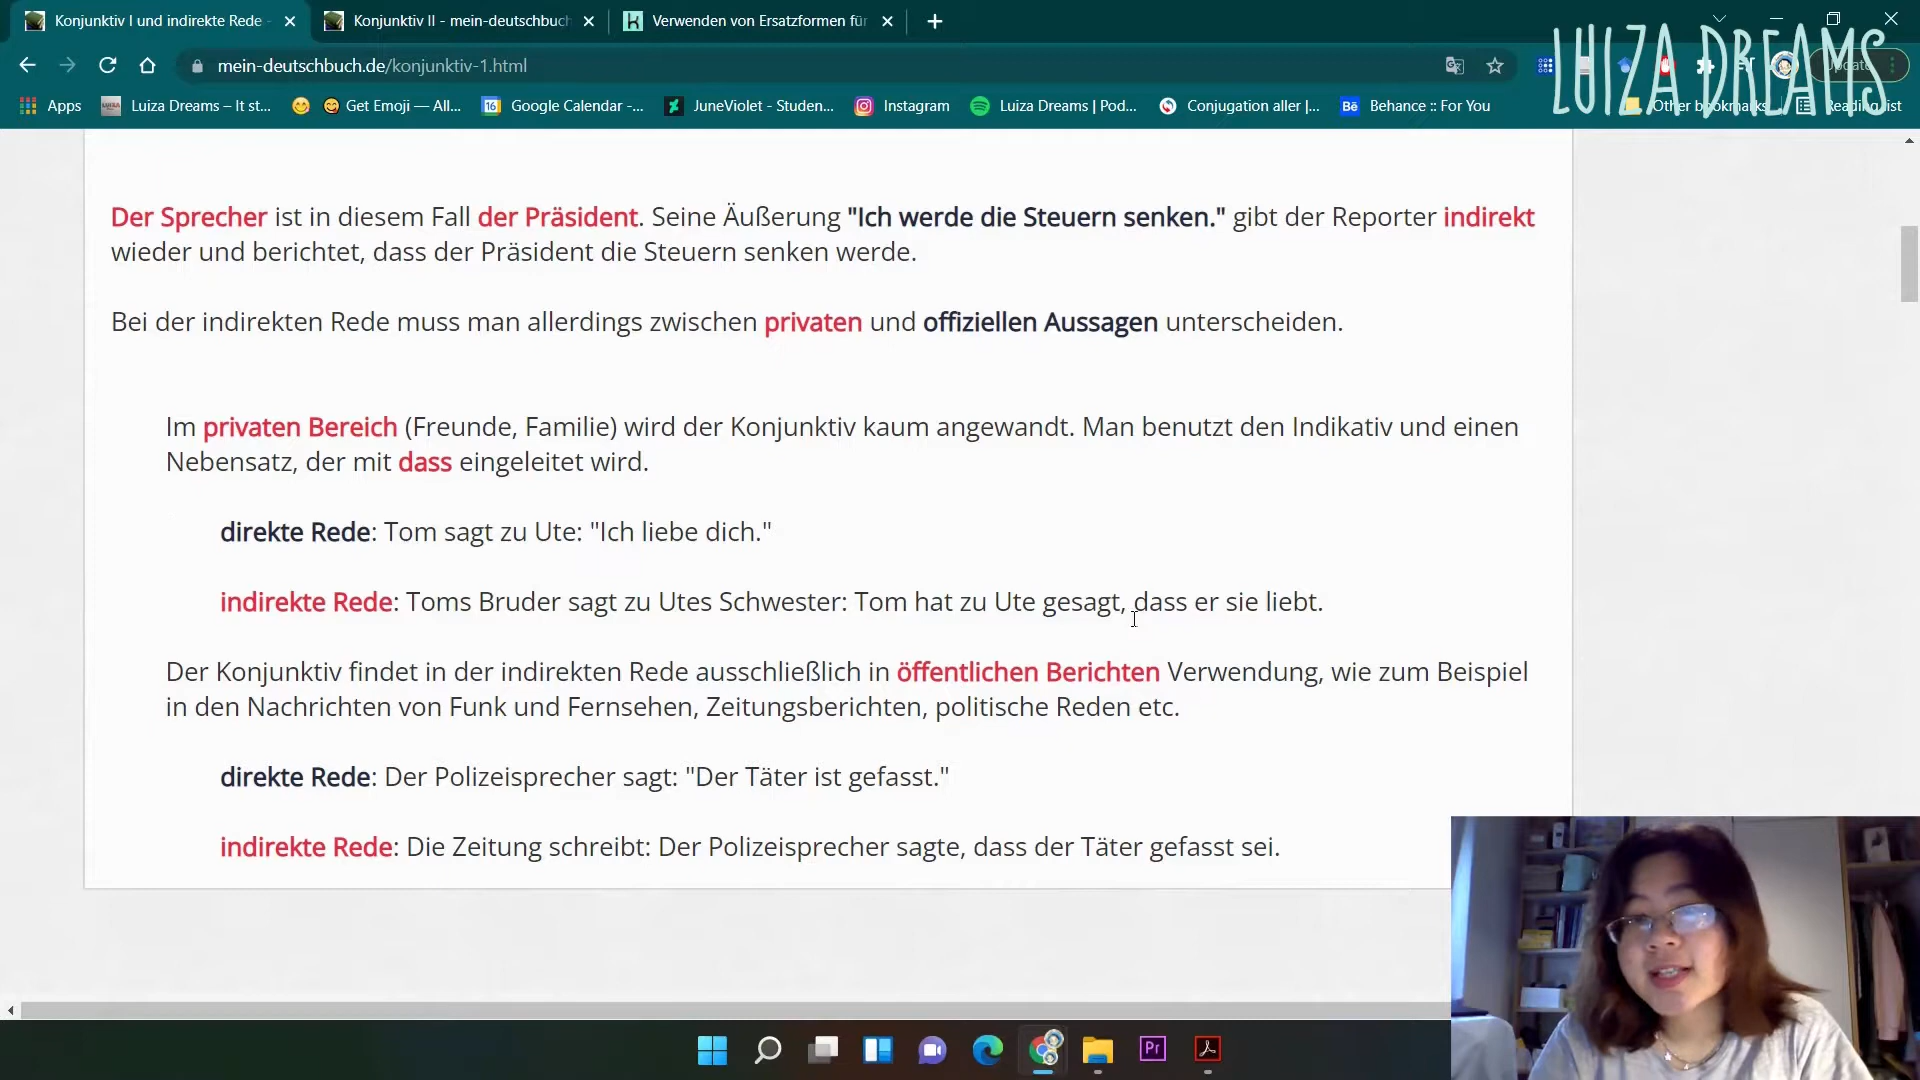 Konjunktiv I und indirekte Rede -
Konjunktiv II - mein-deutschbuch
Verwenden von Ersatzformen für
mein-deutschbuch.de/konjunktiv-1.html
LUIZA DREAMS
Apps
Luiza Dreams – It st...
Get Emoji — All...
Google Calendar -...
JuneViolet - Studen...
Instagram
Luiza Dreams | Pod...
Conjugation aller |...
Behance :: For You
Other bookmarks
Reading list
Der Sprecher ist in diesem Fall der Präsident. Seine Äußerung "Ich werde die Steuern senken." gibt der Reporter indirekt
wieder und berichtet, dass der Präsident die Steuern senken werde.
Bei der indirekten Rede muss man allerdings zwischen privaten und offiziellen Aussagen unterscheiden.
Im privaten Bereich (Freunde, Familie) wird der Konjunktiv kaum angewandt. Man benutzt den Indikativ und einen
Nebensatz, der mit dass eingeleitet wird.
direkte Rede: Tom sagt zu Ute: "Ich liebe dich."
indirekte Rede: Toms Bruder sagt zu Utes Schwester: Tom hat zu Ute gesagt, dass er sie liebt.
Der Konjunktiv findet in der indirekten Rede ausschließlich in öffentlichen Berichten Verwendung, wie zum Beispiel
in den Nachrichten von Funk und Fernsehen, Zeitungsberichten, politische Reden etc.
direkte Rede: Der Polizeisprecher sagt: "Der Täter ist gefasst."
indirekte Rede: Die Zeitung schreibt: Der Polizeisprecher sagte, dass der Täter gefasst sei.
Pr